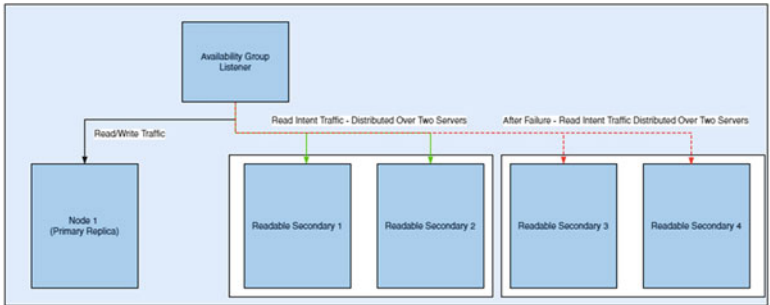 Availability Group
Listener
Read Intent Traffic - Distributed Over Two Servers
After Failure - Read Intent Traffic Distributed Over Two Servers
Read/Write Traffic
Node 1
(Primary Replica)
Readable Secondary 1
Readable Secondary 2
Readable Secondary 3
Readable Secondary 4